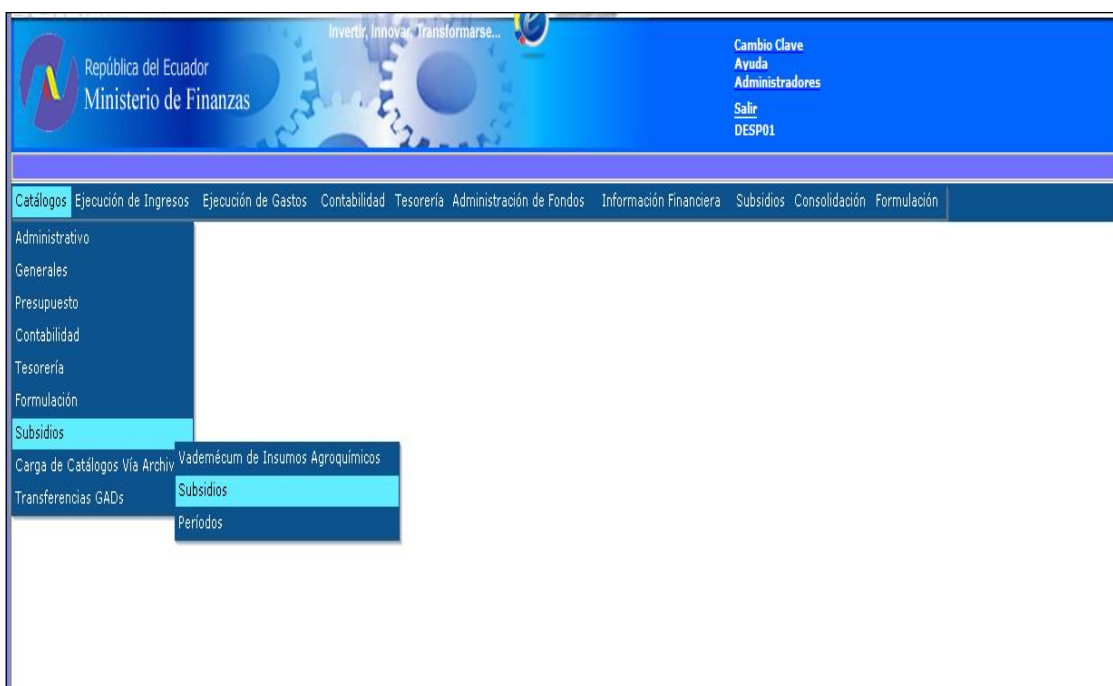 Invertir, Innovar, Transformarse...
República del Ecuador
Ministerio de Finanzas
Cambio Clave
Ayuda
Administradores
Salir
DESP01
Catálogos Ejecución de Ingresos Ejecución de Gastos Contabilidad Tesorería Administración de Fondos Información Financiera Subsidios Consolidación Formulación
Administrativo
Generales
Presupuesto
Contabilidad
Tesorería
Formulación
Subsidios
Carga de Catálogos Vía Archiv
Transferencias GADs
Vademécum de Insumos Agroquímicos
Subsidios
Períodos